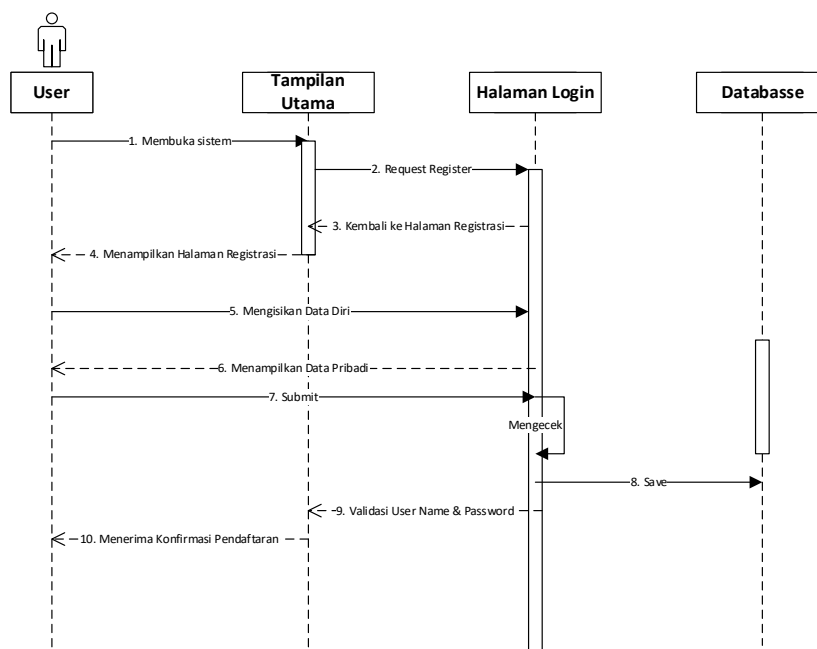 User
Tampilan
Utama
Halaman Login
Databasse
1. Membuka sistem
2. Request Register
3. Kembali ke Halaman Registrasi
4. Menampilkan Halaman Registrasi
5. Mengisikan Data Diri
6. Menampilkan Data Pribadi
7. Submit
Mengecek
8. Save
9. Validasi User Name & Password
10. Menerima Konfirmasi Pendaftaran